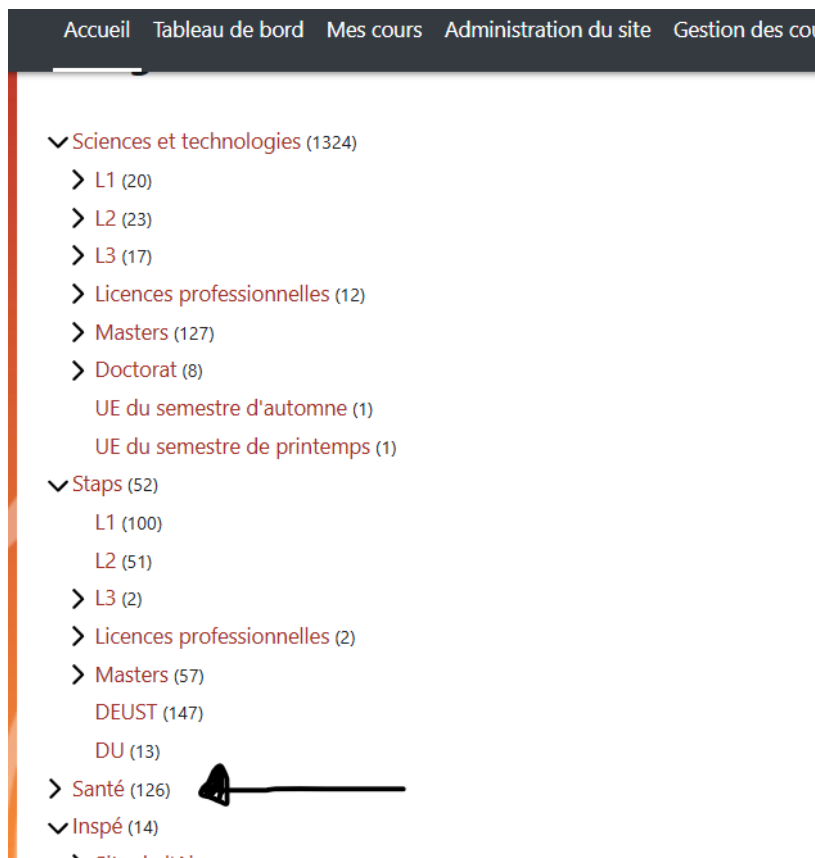 Accueil Tableau de bord Mes cours Administration du site Gestion des cou
Sciences et technologies (1324)
L1 (20)
L2 (23)
L3 (17)
Licences professionnelles (12)
Masters (127)
Doctorat (8)
UE du semestre d'automne (1)
UE du semestre de printemps (1)
Staps (52)
L1 (100)
L2 (51)
L3 (2)
Licences professionnelles (2)
Masters (57)
DEUST (147)
DU (13)
Santé (126)
Inspé (14)